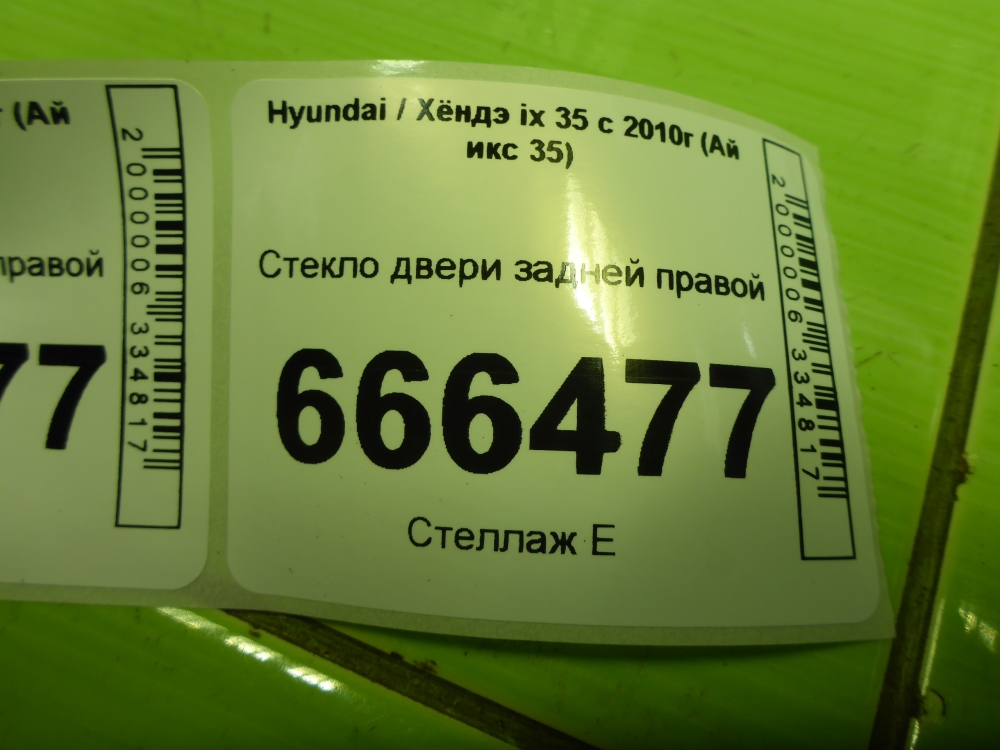 (Ай
правой
77
2000006334817
Hyundai / Хёндэ ix 35 с 2010г (Ай
икс 35)
Стекло двери задней правой
666477
Стеллаж Е
2000006334817